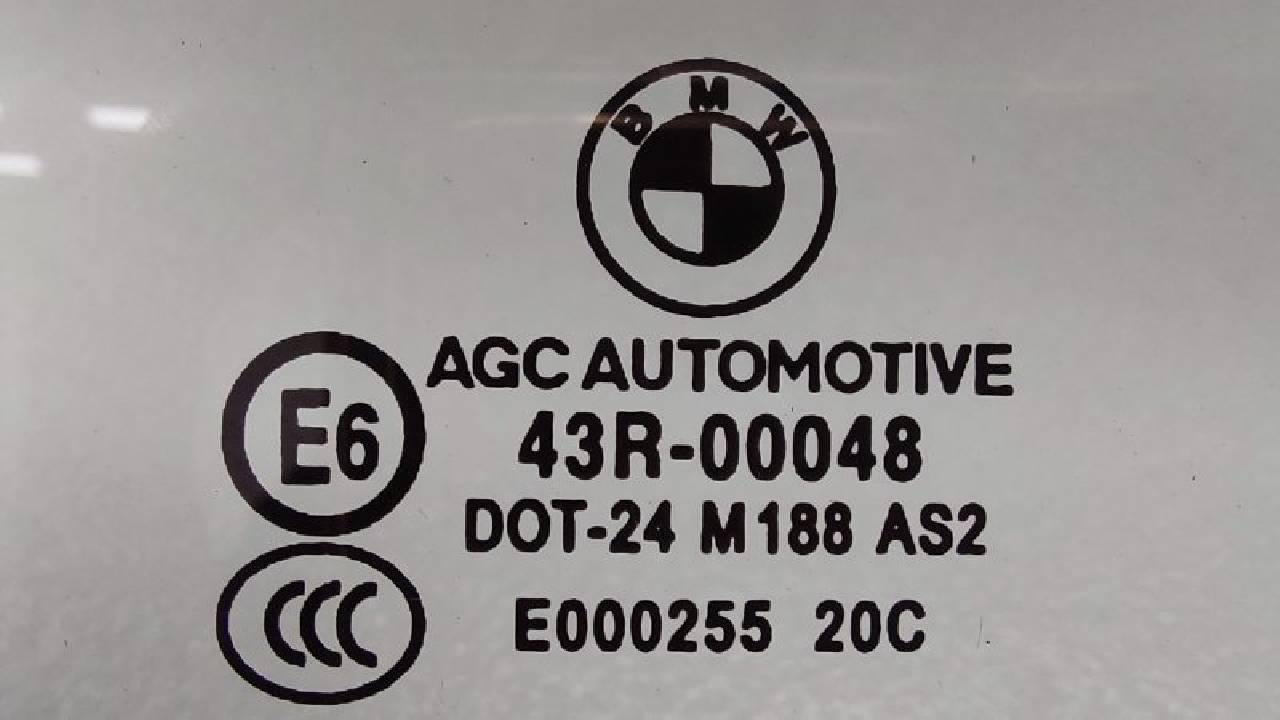 BMW
AGC AUTOMOTIVE
E6
43R-00048
DOT-24 M188 AS2
CCC
E000255 20C